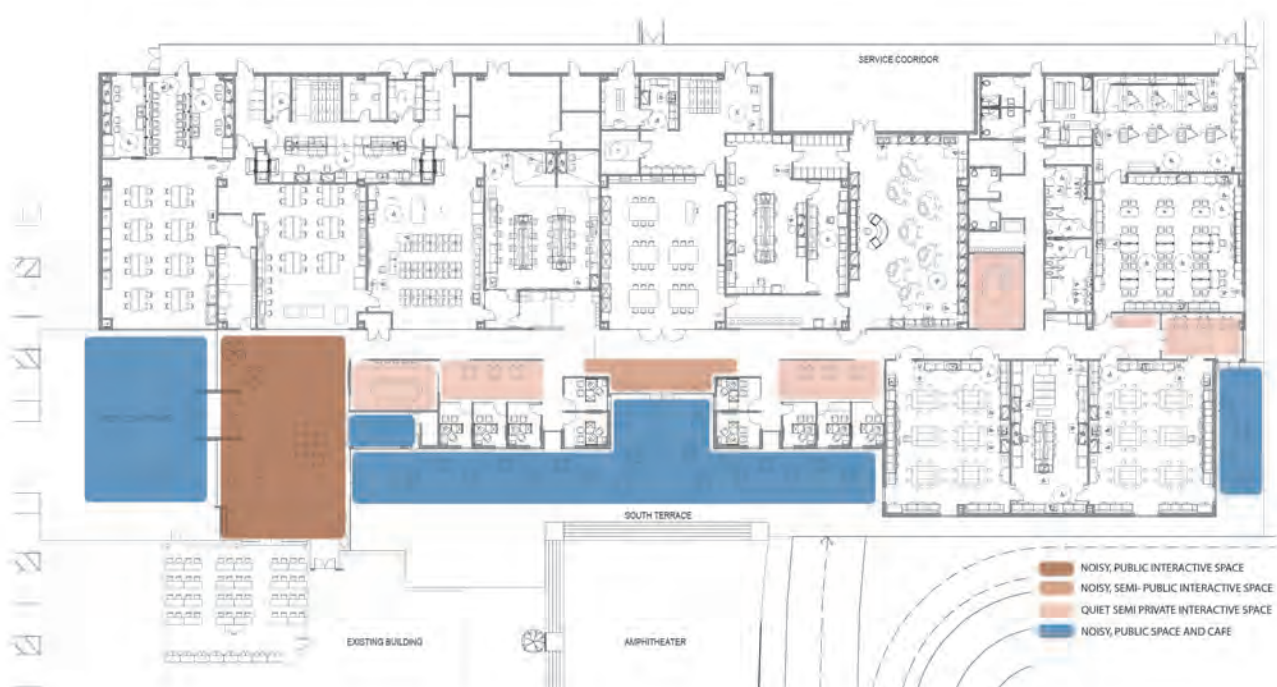 SERVICE COORIDOR
SOUTH TERRACE
EXISTING BUILDING
AMPHITHEATER
NOISY, PUBLIC INTERACTIVE SPACE
NOISY, SEMI- PUBLIC INTERACTIVE SPACE
QUIET SEMI PRIVATE INTERACTIVE SPACE
NOISY, PUBLIC SPACE AND CAFE